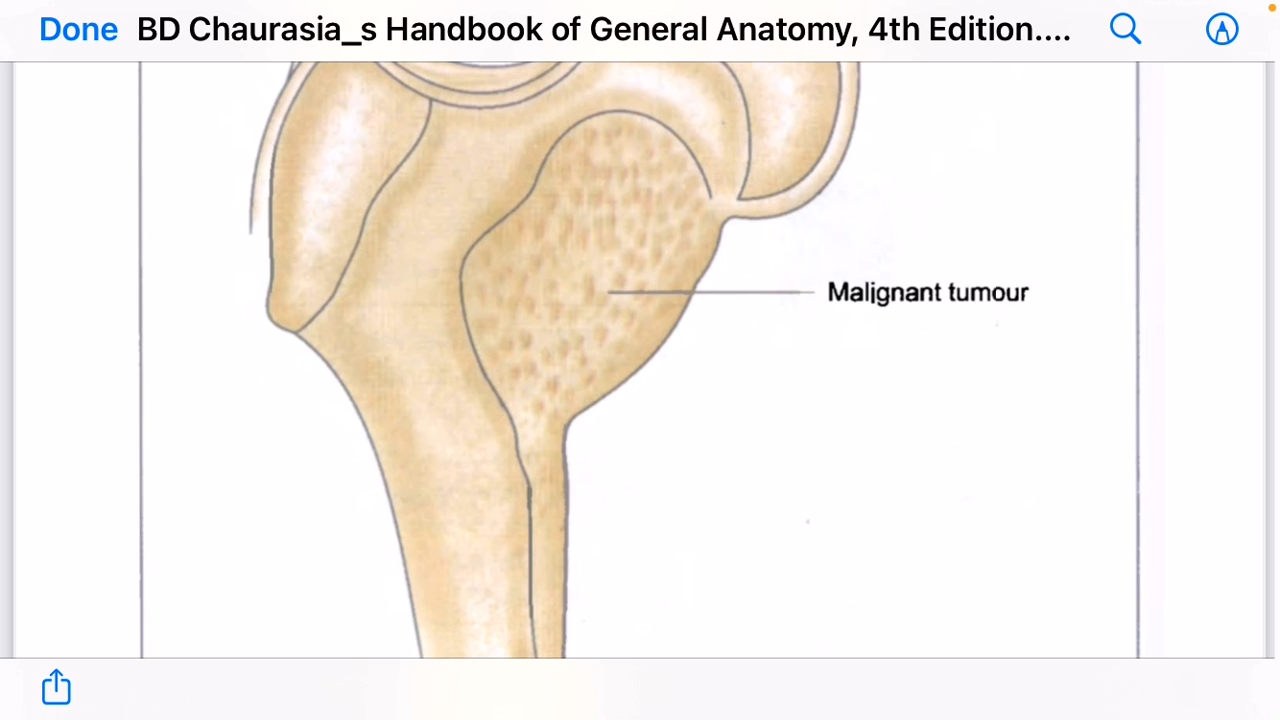 Done BD Chaurasia_s Handbook of General Anatomy, 4th Edition....
Malignant tumour